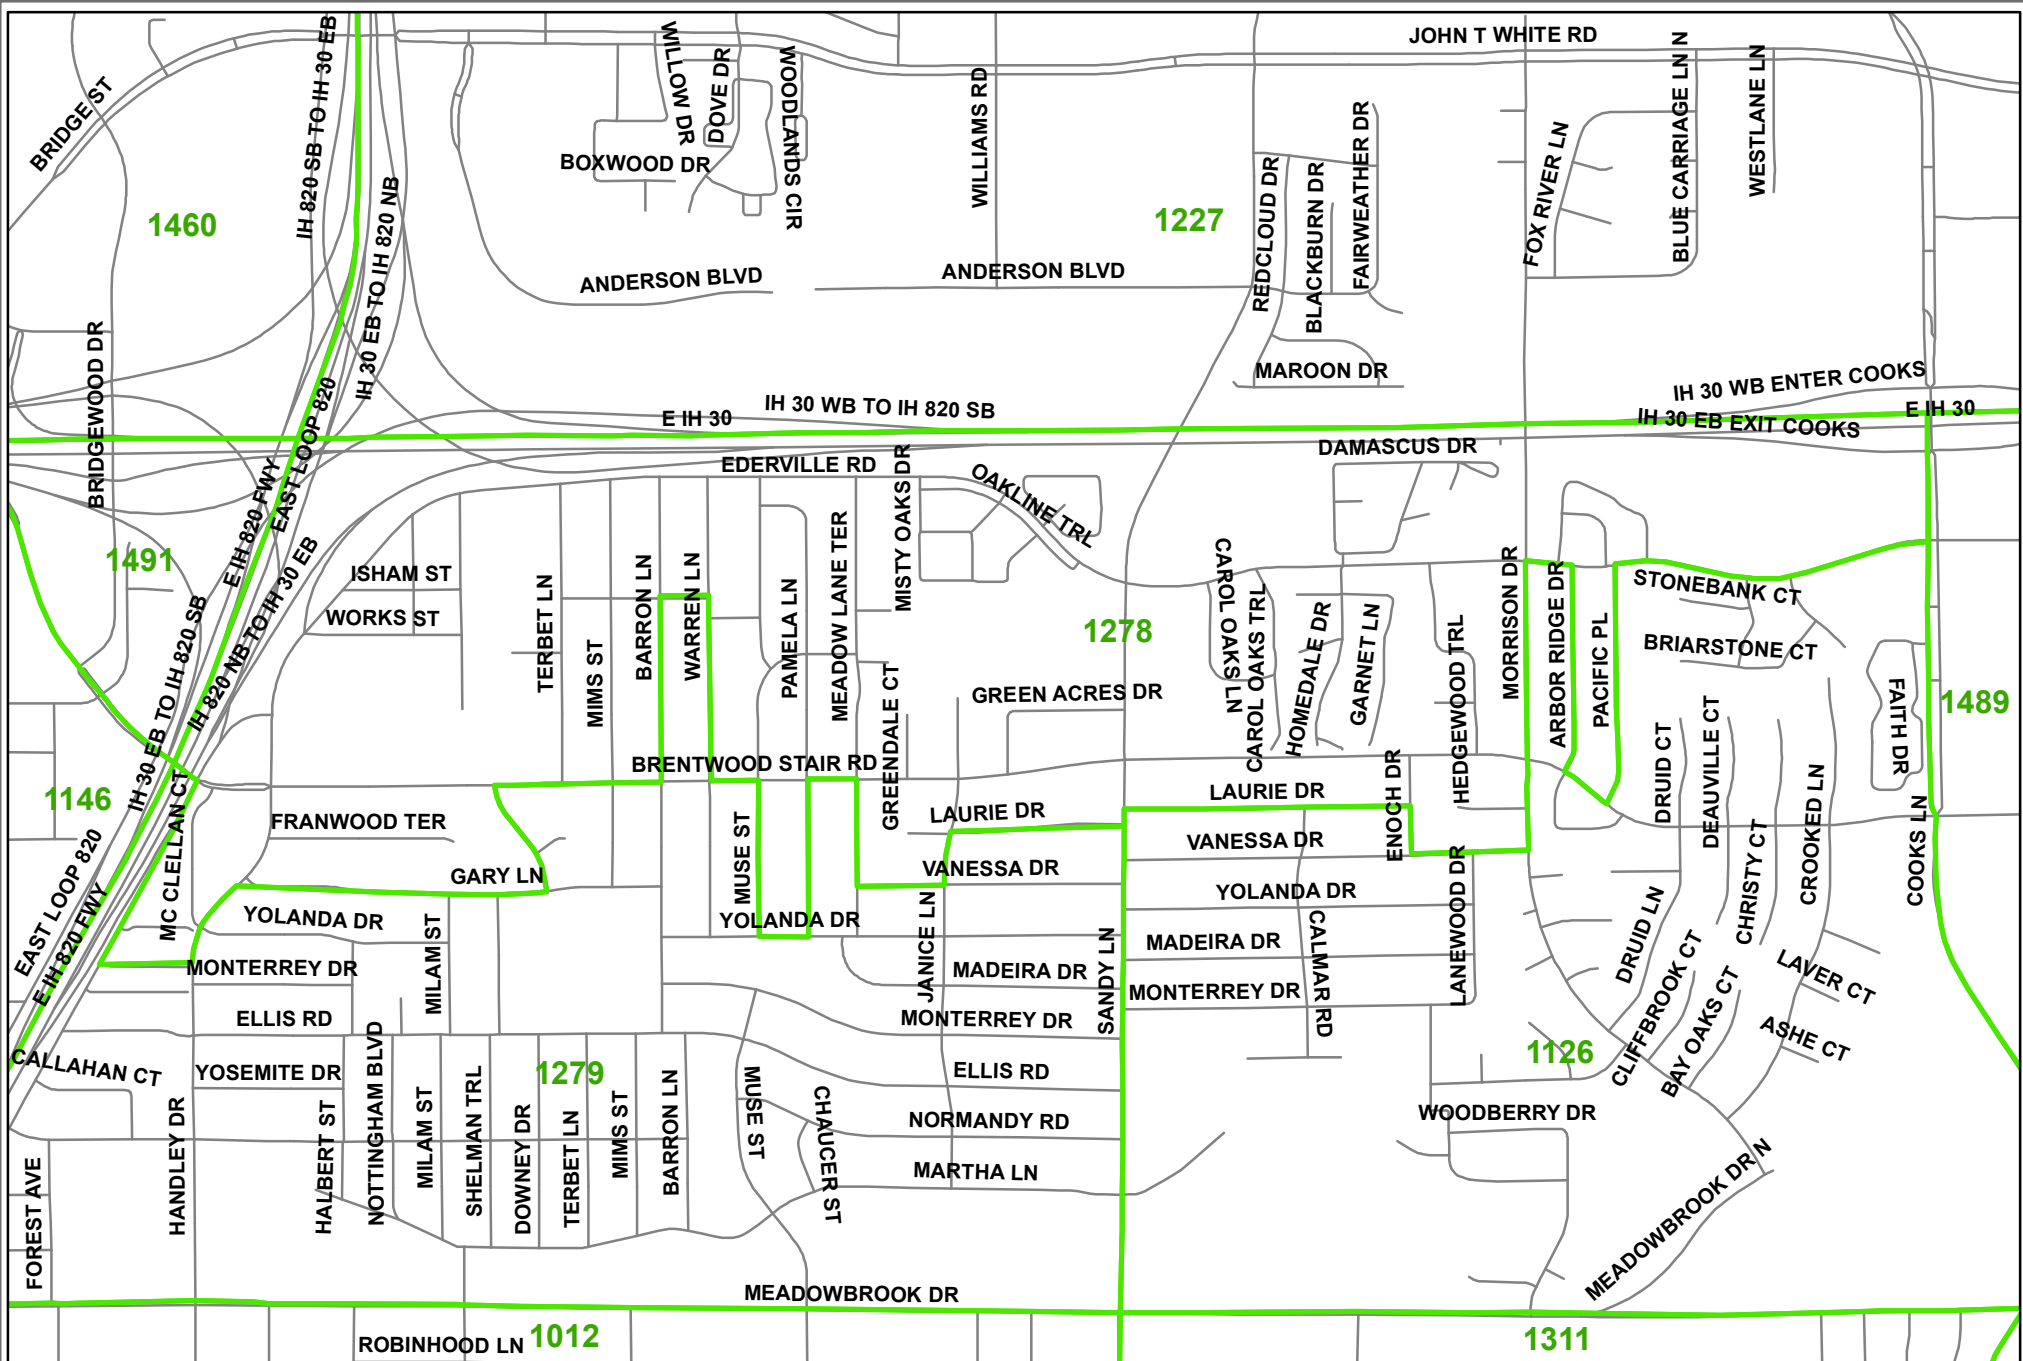 JOHN T WHITE RD
BRIDGE ST
IH 820 SB TO IH 30 EB
WILLOW DR
DOVE DR
WOODLANDS CIR
WILLIAMS RD
BLUE CARRIAGE LN N
WESTLANE LN
BOXWOOD DR
FAIRWEATHER DR
FOX RIVER LN
REDCLOUD DR
BLACKBURN DR
1460
1227
IH 30 EB TO IH 820 NB
ANDERSON BLVD
ANDERSON BLVD
BRIDGEWOOD DR
MAROON DR
IH 30 WB ENTER COOKS
E IH 30
IH 30 WB TO IH 820 SB
E IH 30
IH 30 EB EXIT COOKS
DAMASCUS DR
EAST LOOP 820
E IH 820 FWY
EDERVILLE RD
MISTY OAKS DR
OAKLINE TRL
1491
IH 820 NB TO IH 30 EB
ISHAM ST
WORKS ST
TERBET LN
MIMS ST
BARRON LN
WARREN LN
PAMELA LN
MEADOW LANE TER
GREENDALE CT
1278
CAROL OAKS LN
CAROL OAKS TRL
HOMEDALE DR
GARNET LN
HEDGEWOOD TRL
MORRISON DR
ARBOR RIDGE DR
PACIFIC PL
STONEBANK CT
BRIARSTONE CT
FAITH DR
1489
GREEN ACRES DR
IH 30 EB TO IH 820 SB
BRENTWOOD STAIR RD
1146
MC CLELLAN CT
FRANWOOD TER
GARY LN
MUSE ST
LAURIE DR
LAURIE DR
ENOCH DR
VANESSA DR
VANESSA DR
DRUID CT
DEAUVILLE CT
CHRISTY CT
CROOKED LN
COOKS LN
EAST LOOP 820
E IH 820 FWY
YOLANDA DR
YOLANDA DR
YOLANDA DR
MILAM ST
JANICE LN
SANDY LN
MADEIRA DR
MADEIRA DR
CALMAR RD
LANEWOOD DR
DRUID LN
CLIFFBROOK CT
BAY OAKS CT
LAVER CT
ASHE CT
MONTERREY DR
MONTERREY DR
MONTERREY DR
ELLIS RD
ELLIS RD
CALLAHAN CT
YOSEMITE DR
NOTTINGHAM BLVD
1279
1126
HANDLEY DR
HALBERT ST
MILAM ST
SHELMAN TRL
DOWNEY DR
TERBET LN
MIMS ST
BARRON LN
MUSE ST
CHAUCER ST
NORMANDY RD
MARTHA LN
WOODBERRY DR
FOREST AVE
MEADOWBROOK DR N
MEADOWBROOK DR
ROBINHOOD LN
1012
1311